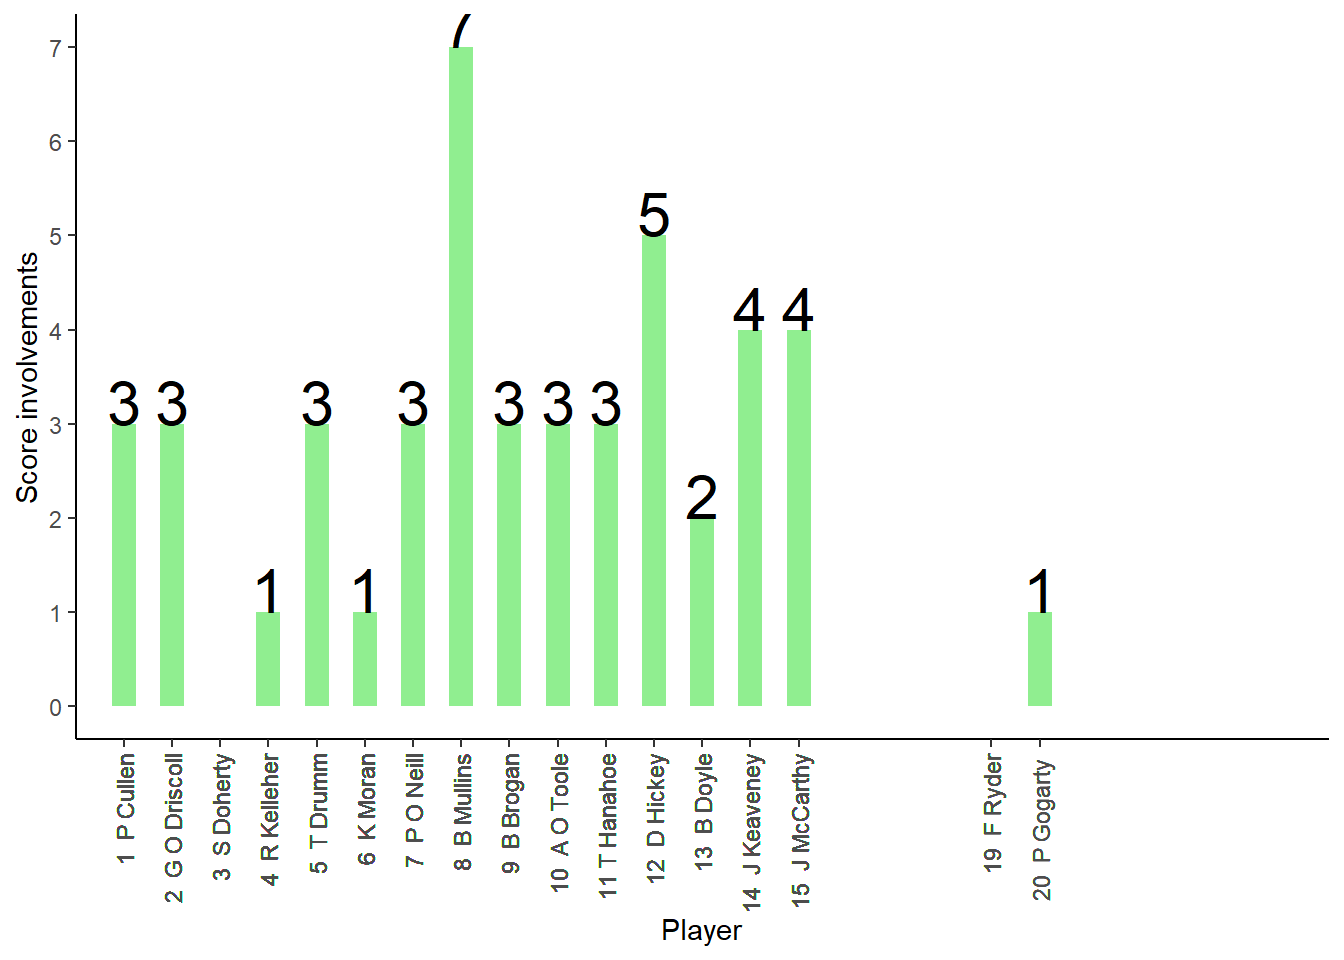 Score involvements
7
6
5
4
3
2
1
0
3
3
1
3
1
3
7
3
3
3
5
2
4
4
1
1 P Cullen
2 G O Driscoll
3 S Doherty
4 R Kelleher
5 T Drumm
6 K Moran
7 P O Neill
8 B Mullins
9 B Brogan
10 A O Toole
11 T Hanahoe
12 D Hickey
13 B Doyle
14 J Keaveney
15 J McCarthy
19 F Ryder
20 P Gogarty
Player